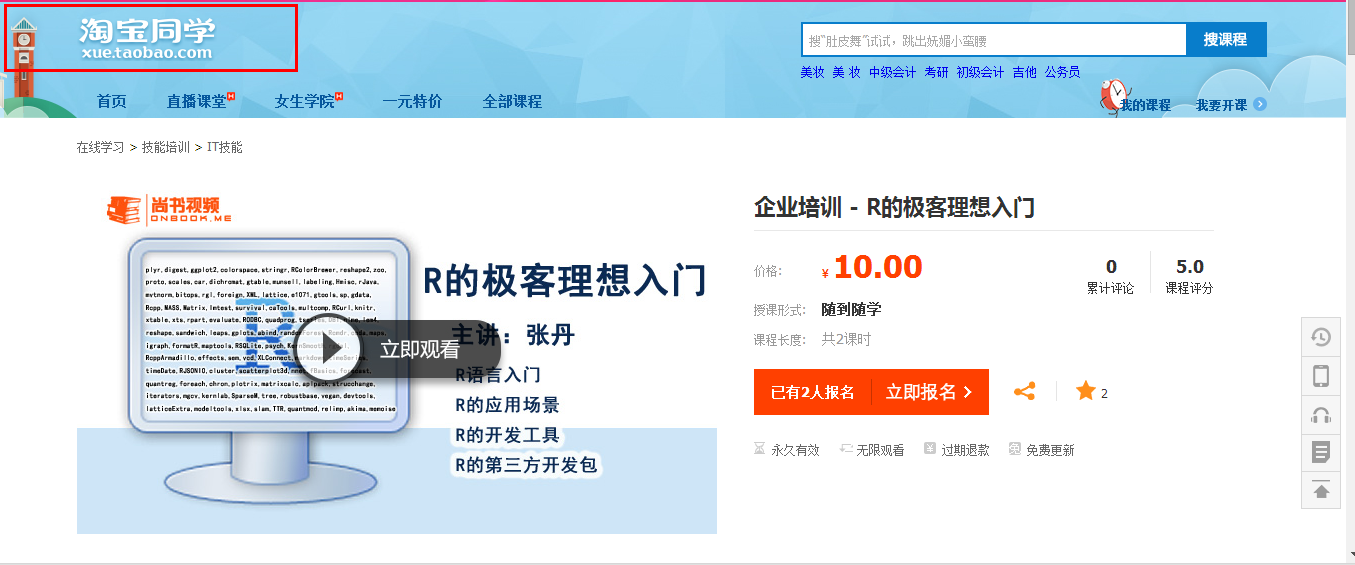 淘宝同学
xue.taobao.com
搜“肚皮舞”试试，跳出妩媚小蛮腰
搜课程
美妆 美 妆 中级会计 考研 初级会计 吉他 公务员
首页 直播课堂 H 女生学院 H 一元特价 全部课程
我的课程 我要开课
在线学习 > 技能培训 > IT技能
尚书视频
ONBOOK.ME
plyr, digest, ggplot2, colorspace, stringr, RColorBrewer, reshape2, zoo,
proto, scales, car, dichromat, gtable, munsell, labeling, Hmisc, rJava,
mvtnorm, bitops, rgl, foreign, XML, lattice, e1071, gtools, sp, gdata,
Rcpp, MASS, Matrix, lmtest, survival, caTools, multcomp, RCurl, knitr,
xtable, xts, rpart, evaluate, RODBC, quadprog,
reshape, sandwich, leaps, gplots, abind, maps,
igraph, formatR, maptools, RSQLite, psych, KernSmooth,
RcppArmadillo, effects, sem, vcd, XLConnect, markdown, timeSeries,
timeDate, RJSONIO, cluster, scatterplot3d, nnet, fBasics, forecast,
quantreg, foreach, chron, plotrix, matrixcalc, aplpack, strucchange,
iterators, mgcv, kernlab, SparseM, tree, robustbase, vegan, devtools,
latticeExtra, modeltools, xlsx, slam, TTR, quantmod, relimp, akima, memoise
R
R的极客理想入门
主讲：张丹
立即观看
R语言入门
R的应用场景
R的开发工具
R的第三方开发包
企业培训 - R的极客理想入门
价格: ¥ 10.00
0
累计评论
5.0
课程评分
授课形式: 随到随学
课程长度: 共2课时
已有2人报名 立即报名
2
永久有效 无限观看 过期退款 免费更新